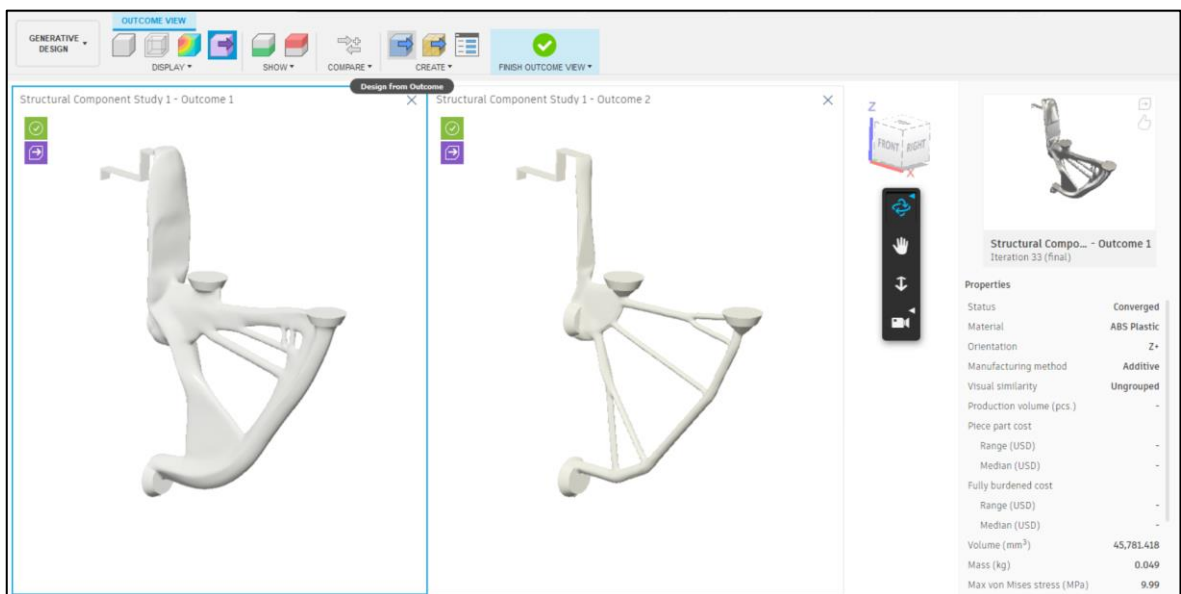 OUTCOME VIEW
GENERATIVE DESIGN
DISPLAY
SHOW
COMPARE
CREATE
FINISH OUTCOME VIEW
Design from Outcome
Structural Component Study 1 - Outcome 1
Structural Component Study 1 - Outcome 2
Z
FRONT RIGHT
X
Structural Compo... - Outcome 1
Iteration 33 (final)
Properties
Status Converged
Material ABS Plastic
Orientation Z+
Manufacturing method Additive
Visual similarity Ungrouped
Production volume (pcs.) -
Piece part cost
Range (USD) -
Median (USD) -
Fully burdened cost
Range (USD) -
Median (USD) -
Volume (mm³) 45,781.418
Mass (kg) 0.049
Max von Mises stress (MPa) 9.99